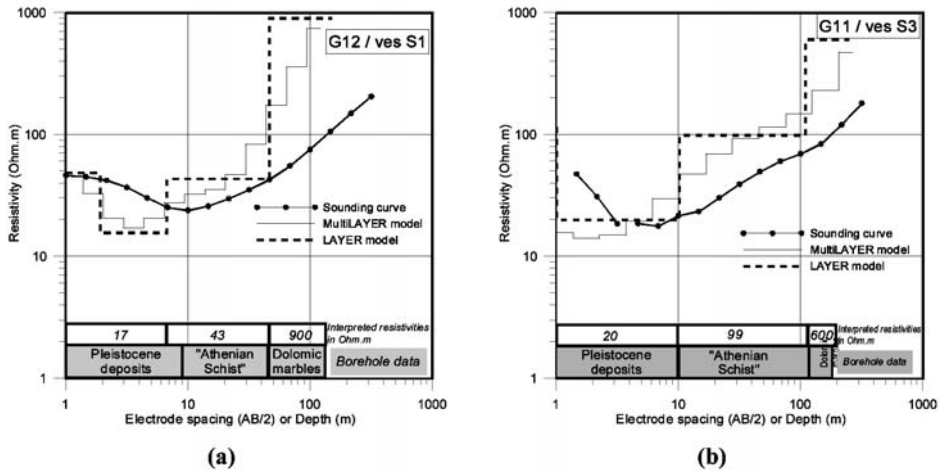 1000
100
10
1
Resistivity (Ohm.m)
G12 / ves S1
Sounding curve
MultiLAYER model
LAYER model
17
43
900
Interpreted resistivities
in Ohm.m
Pleistocene
deposits
"Athenian
Schist"
Dolomic
marbles
Borehole data
1
10
100
1000
Electrode spacing (AB/2) or Depth (m)
(a)
1000
100
10
1
Resistivity (Ohm.m)
G11 / ves S3
Sounding curve
MultiLAYER model
LAYER model
20
99
600
Interpreted resistivities
in Ohm.m
Pleistocene
deposits
"Athenian
Schist"
Borehole data
1
10
100
1000
Electrode spacing (AB/2) or Depth (m)
(b)